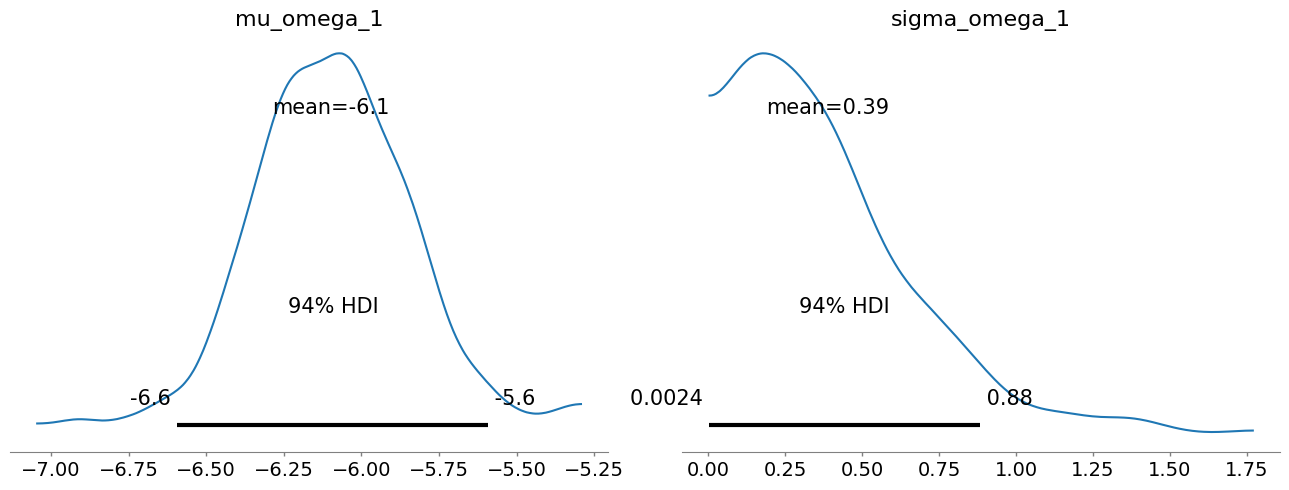 mu_omega_1
mean=-6.1
94% HDI
-6.6
-5.6
−7.00 −6.75 −6.50 −6.25 −6.00 −5.75 −5.50 −5.25
sigma_omega_1
mean=0.39
94% HDI
0.0024
0.88
0.00 0.25 0.50 0.75 1.00 1.25 1.50 1.75